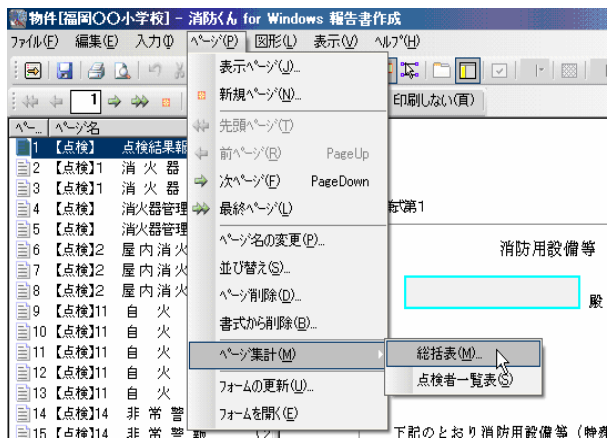 物件[福岡〇〇小学校] - 消防くん for Windows 報告書作成
ﾌｧｲﾙ(F) 編集(E) 入力(I) ﾍﾟｰｼﾞ(P) 図形(L) 表示(V) ﾍﾙﾌﾟ(H)
1
印刷しない(頁)
ﾍﾟ... ﾍﾟｰｼﾞ名
1 【点検】 点検結果報
2 【点検】1 消 火 器
3 【点検】1 消 火 器
4 【点検】 消火器管理
5 【点検】 消火器管理
6 【点検】2 屋内消火
7 【点検】2 屋内消火
8 【点検】2 屋内消火
9 【点検】11 自 火
10 【点検】11 自 火
11 【点検】11 自 火
12 【点検】11 自 火
13 【点検】11 自 火
14 【点検】14 非 常 警
15 【点検】14 非 常 警
表示ﾍﾟｰｼﾞ(J)...
新規ﾍﾟｰｼﾞ(N)...
先頭ﾍﾟｰｼﾞ(T)
前ﾍﾟｰｼﾞ(R) PageUp
次ﾍﾟｰｼﾞ(F) PageDown
最終ﾍﾟｰｼﾞ(L)
ﾍﾟｰｼﾞ名の変更(P)...
並び替え(S)...
ﾍﾟｰｼﾞ削除(D)...
書式から削除(B)...
ﾍﾟｰｼﾞ集計(M)
ﾌｫｰﾑの更新(U)...
ﾌｫｰﾑを開く(E)
総括表(M)...
点検者一覧表(S)
式第1
消防用設備等
殿
下記のとおり消防用設備等（特殊